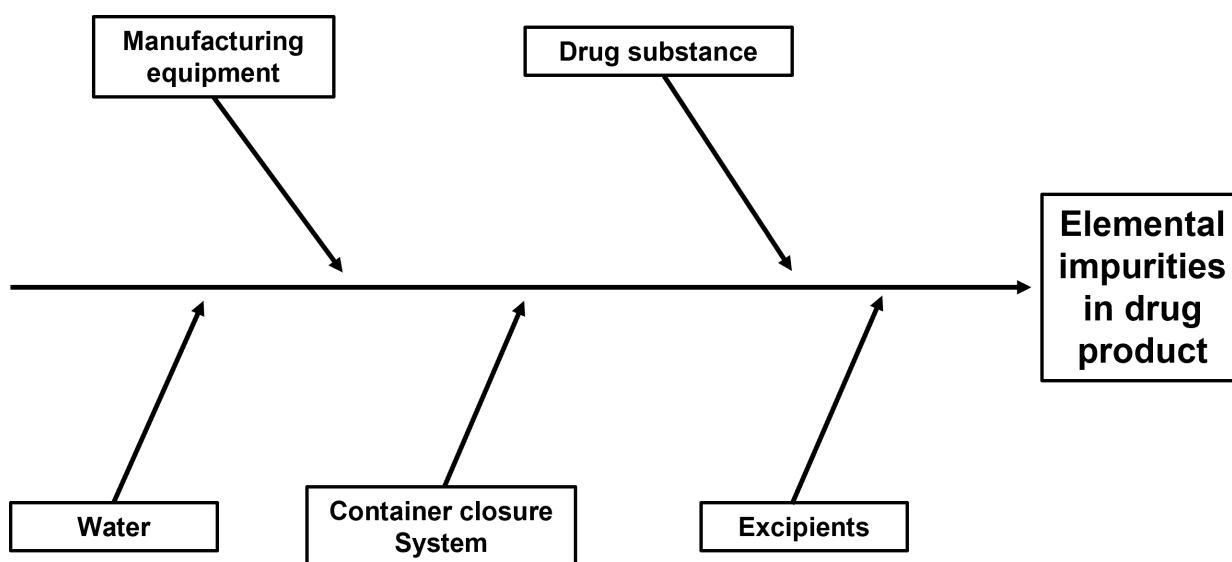 Manufacturing
equipment
Drug substance
Elemental
impurities
in drug
product
Water
Container closure
System
Excipients